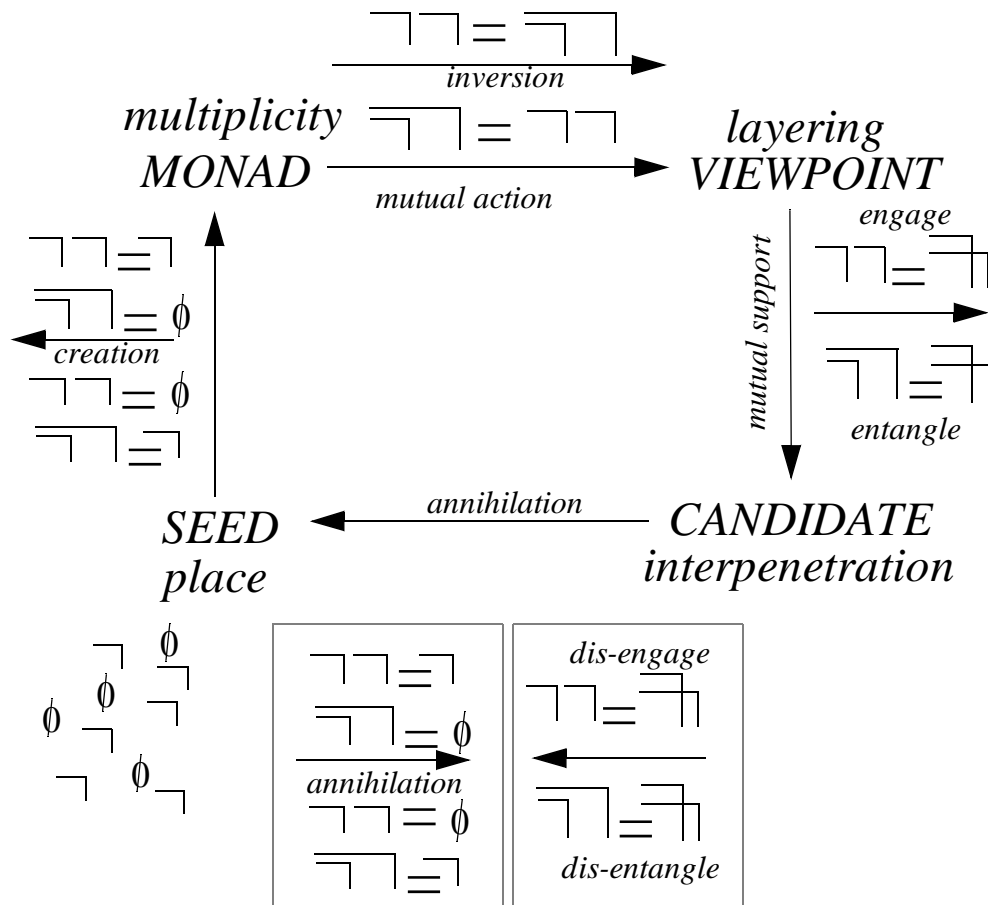 =
inversion
multiplicity
MONAD
=
mutual action
layering
VIEWPOINT
engage
=
=
entangle
mutual support
=
= ϕ
creation
= ϕ
=
annihilation
SEED
place
CANDIDATE
interpenetration
ϕ
ϕ
ϕ
ϕ
=
= ϕ
annihilation
= ϕ
=
dis-engage
=
=
dis-entangle